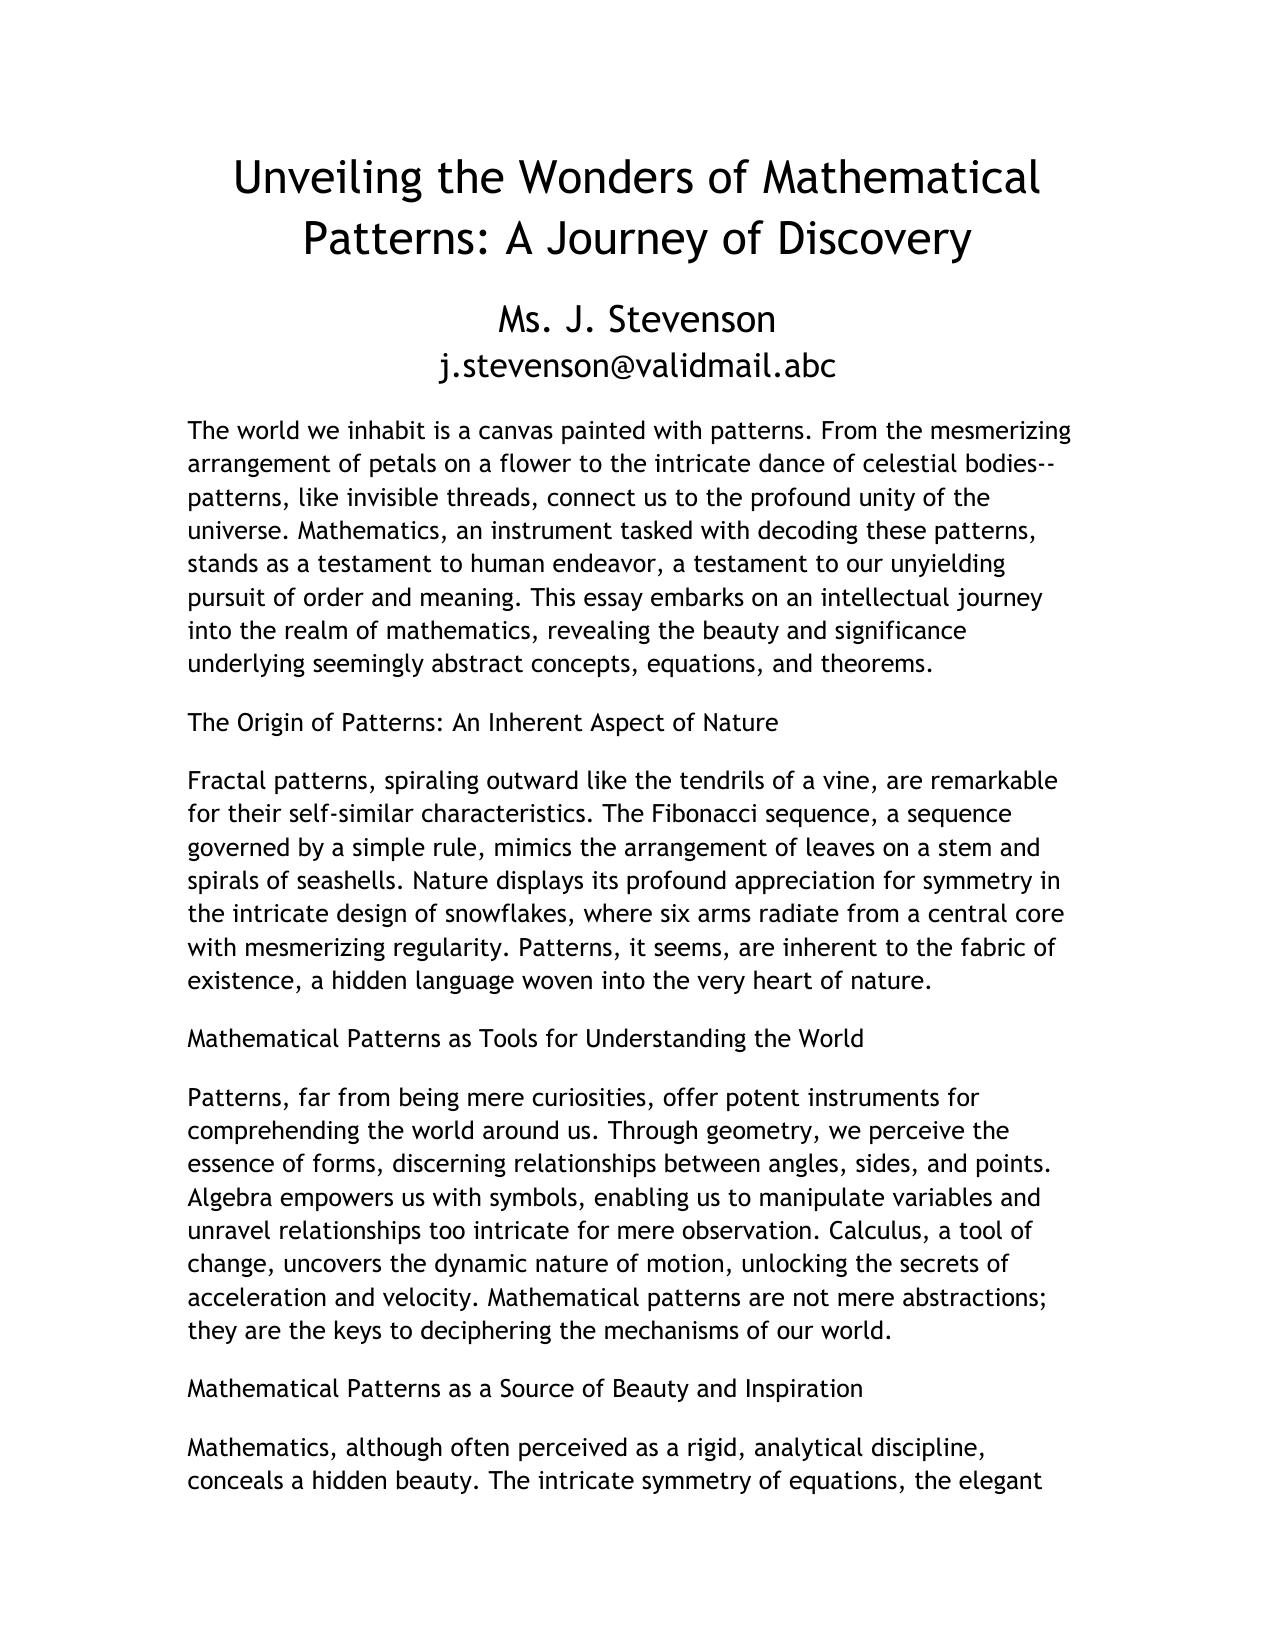 Unveiling the Wonders of Mathematical
Patterns: A Journey of Discovery
Ms. J. Stevenson
j.stevenson@validmail.abc
The world we inhabit is a canvas painted with patterns. From the mesmerizing
arrangement of petals on a flower to the intricate dance of celestial bodies--
patterns, like invisible threads, connect us to the profound unity of the
universe. Mathematics, an instrument tasked with decoding these patterns,
stands as a testament to human endeavor, a testament to our unyielding
pursuit of order and meaning. This essay embarks on an intellectual journey
into the realm of mathematics, revealing the beauty and significance
underlying seemingly abstract concepts, equations, and theorems.
The Origin of Patterns: An Inherent Aspect of Nature
Fractal patterns, spiraling outward like the tendrils of a vine, are remarkable
for their self-similar characteristics. The Fibonacci sequence, a sequence
governed by a simple rule, mimics the arrangement of leaves on a stem and
spirals of seashells. Nature displays its profound appreciation for symmetry in
the intricate design of snowflakes, where six arms radiate from a central core
with mesmerizing regularity. Patterns, it seems, are inherent to the fabric of
existence, a hidden language woven into the very heart of nature.
Mathematical Patterns as Tools for Understanding the World
Patterns, far from being mere curiosities, offer potent instruments for
comprehending the world around us. Through geometry, we perceive the
essence of forms, discerning relationships between angles, sides, and points.
Algebra empowers us with symbols, enabling us to manipulate variables and
unravel relationships too intricate for mere observation. Calculus, a tool of
change, uncovers the dynamic nature of motion, unlocking the secrets of
acceleration and velocity. Mathematical patterns are not mere abstractions;
they are the keys to deciphering the mechanisms of our world.
Mathematical Patterns as a Source of Beauty and Inspiration
Mathematics, although often perceived as a rigid, analytical discipline,
conceals a hidden beauty. The intricate symmetry of equations, the elegant